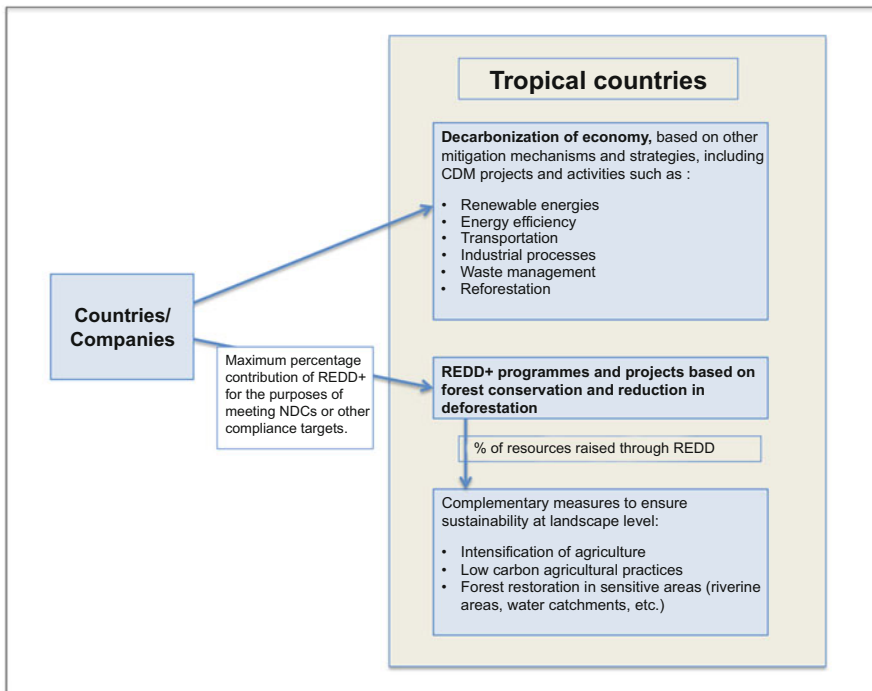 Tropical countries
Decarbonization of economy, based on other
mitigation mechanisms and strategies, including
CDM projects and activities such as :
• Renewable energies
• Energy efficiency
• Transportation
• Industrial processes
• Waste management
• Reforestation
Countries/
Companies
Maximum percentage
contribution of REDD+
for the purposes of
meeting NDCs or other
compliance targets.
REDD+ programmes and projects based on
forest conservation and reduction in
deforestation
% of resources raised through REDD
Complementary measures to ensure
sustainability at landscape level:
• Intensification of agriculture
• Low carbon agricultural practices
• Forest restoration in sensitive areas (riverine
areas, water catchments, etc.)